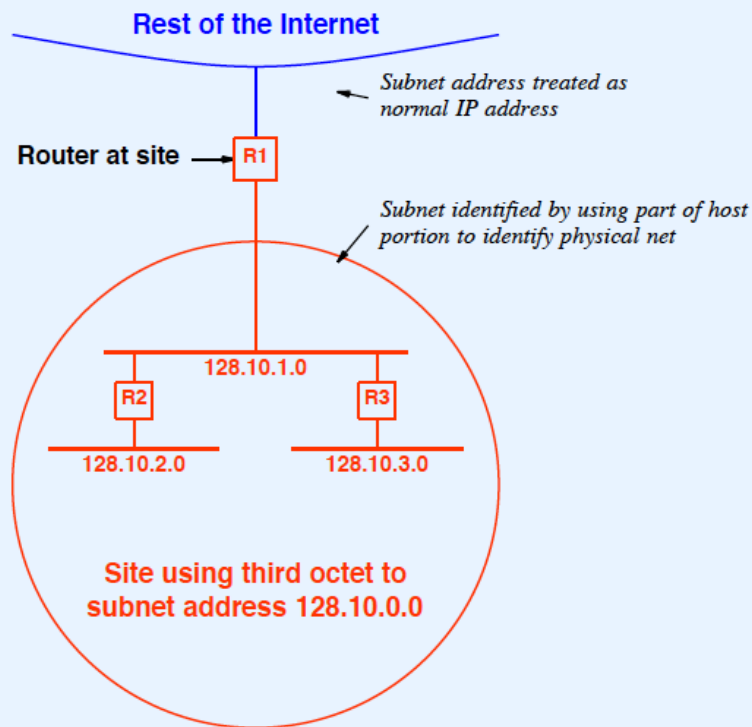 Rest of the Internet
Subnet address treated as
normal IP address
Router at site
R1
Subnet identified by using part of host
portion to identify physical net
128.10.1.0
R2
R3
128.10.2.0
128.10.3.0
Site using third octet to
subnet address 128.10.0.0